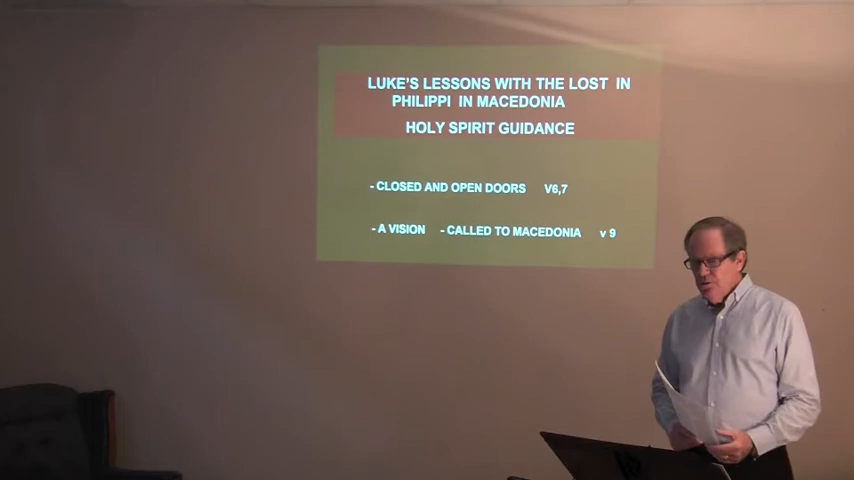 LUKE'S LESSONS WITH THE LOST IN
PHILIPPI IN MACEDONIA
HOLY SPIRIT GUIDANCE
- CLOSED AND OPEN DOORS V6,7
- A VISION - CALLED TO MACEDONIA v 9